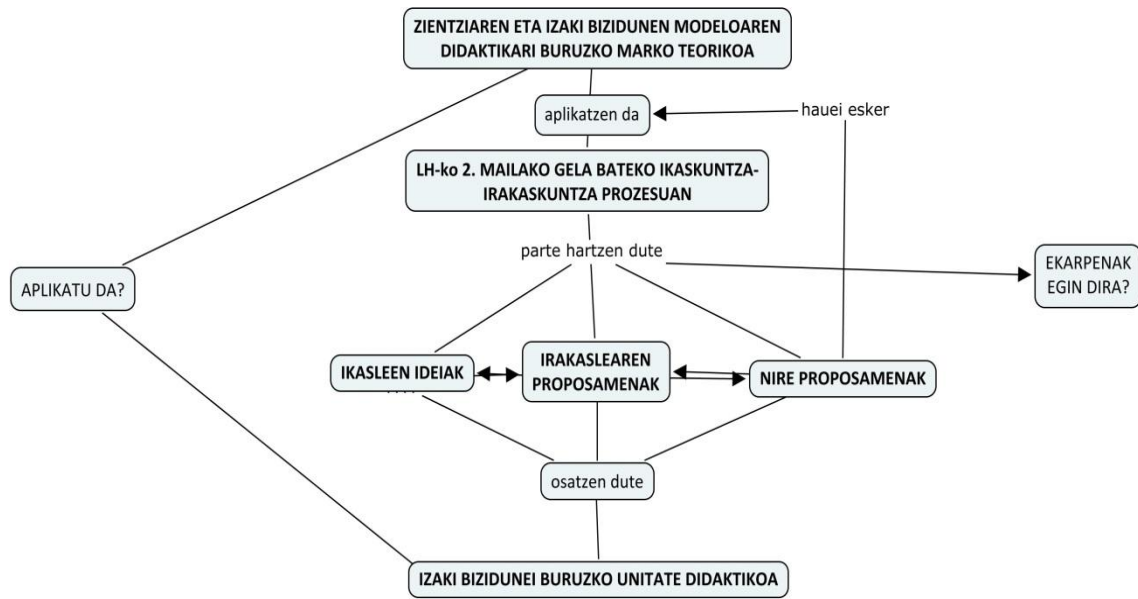 ZIENTZIAREN ETA IZAKI BIZIDUNEN MODELOAREN
DIDAKTIKARI BURUZKO MARKO TEORIKOA
aplikatzen da
hauei esker
LH-ko 2. MAILAKO GELA BATEKO IKASKUNTZA-
IRAKASKUNTZA PROZESUAN
parte hartzen dute
APLIKATU DA?
EKARPENAK
EGIN DIRA?
IKASLEEN IDEIAK
IRAKASLEAREN
PROPOSAMENAK
NIRE PROPOSAMENAK
osatzen dute
IZAKI BIZIDUNEI BURUZKO UNITATE DIDAKTIKOA